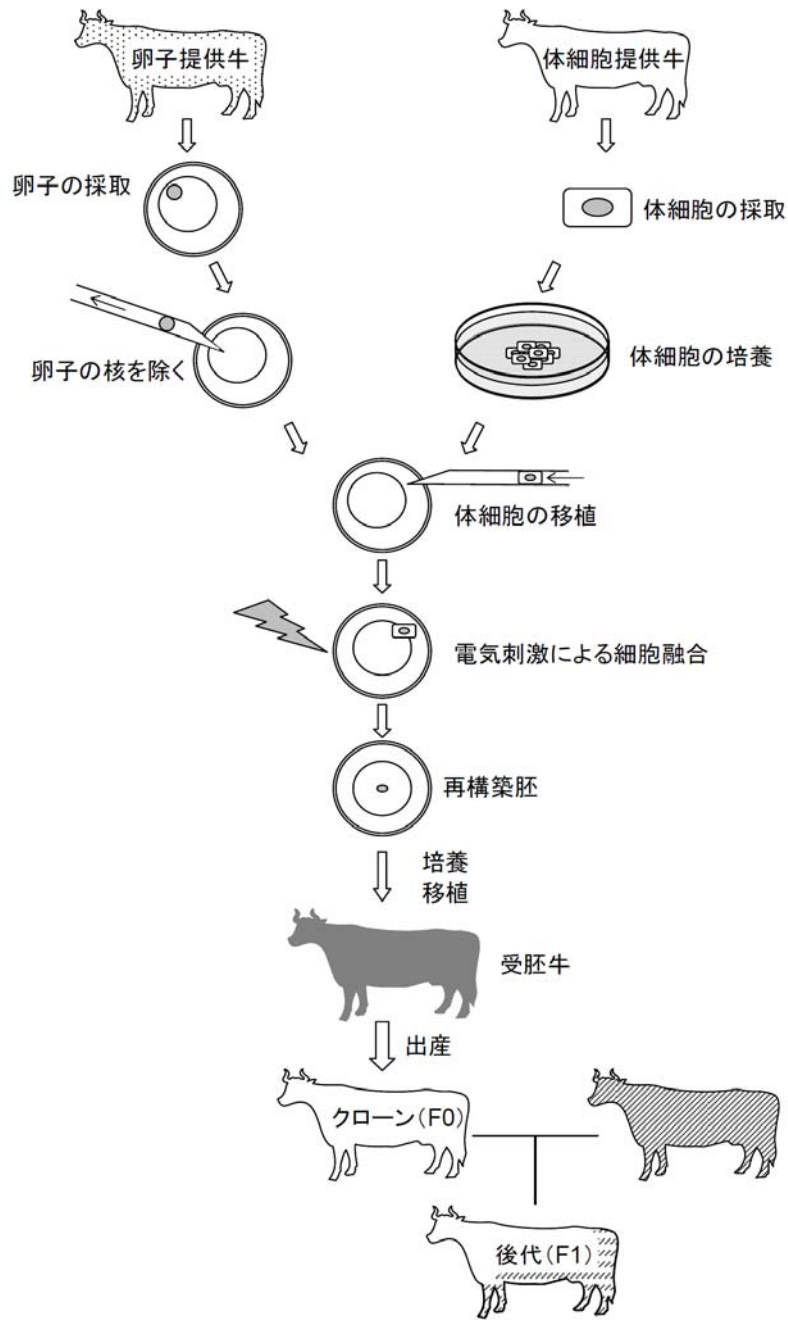 卵子提供牛
体細胞提供牛
卵子の採取
体細胞の採取
卵子の核を除く
体細胞の培養
体細胞の移植
電気刺激による細胞融合
再構築胚
培養
移植
受胚牛
出産
クローン(F0)
後代(F1)